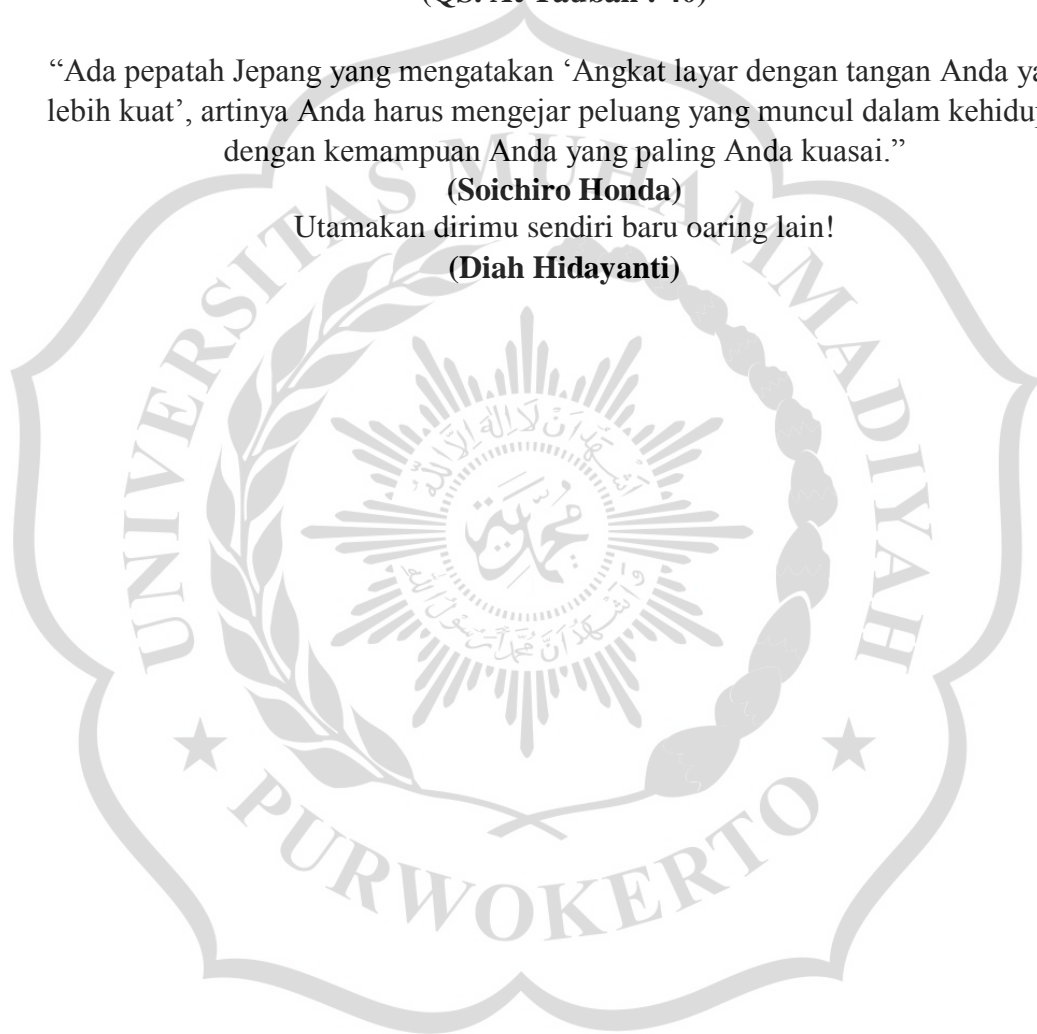 “Ada pepatah Jepang yang mengatakan ‘Angkat layar dengan tangan Anda
lebih kuat’, artinya Anda harus mengejar peluang yang muncul dalam
dengan kemampuan Anda yang paling Anda kuasai.”
(Soichiro Honda)
Utamakan dirimu sendiri baru oaring lain!
(Diah Hidayanti)
UNIVERSITAS MUHAMMADIYAH
اَشْهَدُ اَنْ لَا اِلٰهَ اِلَّا اللّٰهُ
مُحَمَّدِيَّة
وَاَشْهَدُ اَنَّ مُحَمَّدًا رَسُوْلُ اللّٰهِ
★ PURWOKERTO ★